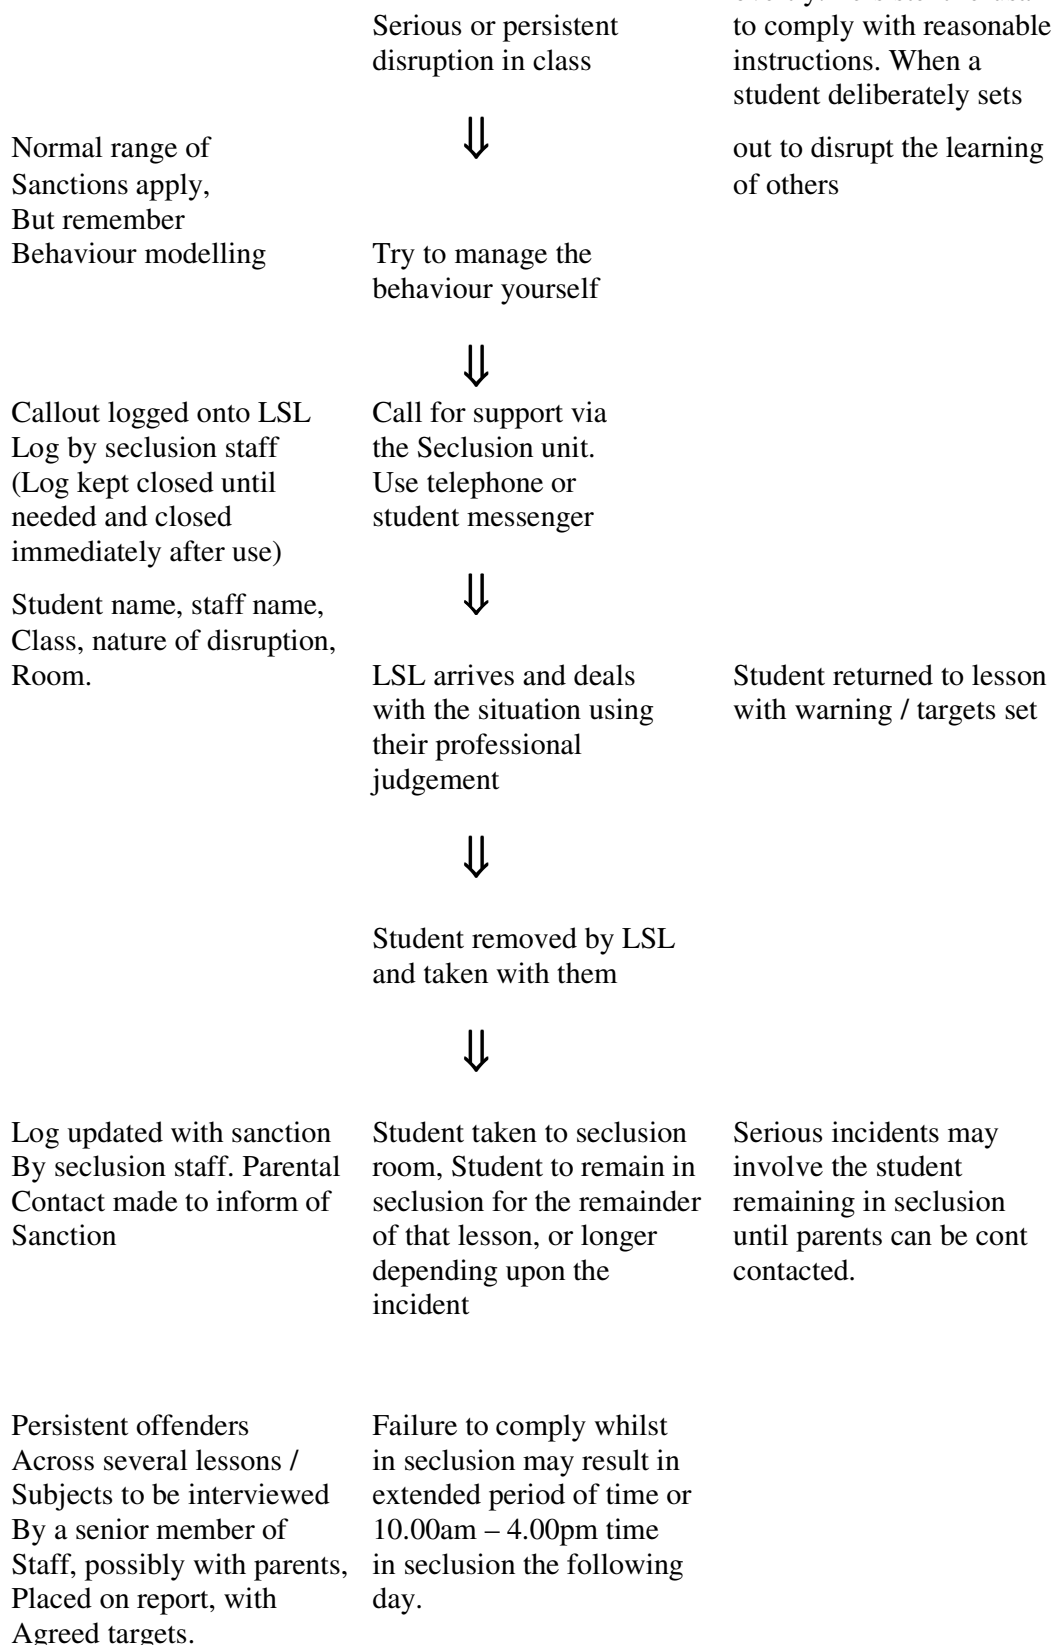 Serious or persistent
disruption in class
to comply with reasonable
instructions. When a
student deliberately sets
out to disrupt the learning
of others
⇓
Normal range of
Sanctions apply,
But remember
Behaviour modelling
Try to manage the
behaviour yourself
⇓
Callout logged onto LSL
Log by seclusion staff
(Log kept closed until
needed and closed
immediately after use)
Call for support via
the Seclusion unit.
Use telephone or
student messenger
⇓
Student name, staff name,
Class, nature of disruption,
Room.
LSL arrives and deals
with the situation using
their professional
judgement
Student returned to lesson
with warning / targets set
⇓
Student removed by LSL
and taken with them
⇓
Log updated with sanction
By seclusion staff. Parental
Contact made to inform of
Sanction
Student taken to seclusion
room, Student to remain in
seclusion for the remainder
of that lesson, or longer
depending upon the
incident
Serious incidents may
involve the student
remaining in seclusion
until parents can be cont
contacted.
Persistent offenders
Across several lessons /
Subjects to be interviewed
By a senior member of
Staff, possibly with parents,
Placed on report, with
Agreed targets.
Failure to comply whilst
in seclusion may result in
extended period of time or
10.00am – 4.00pm time
in seclusion the following
day.